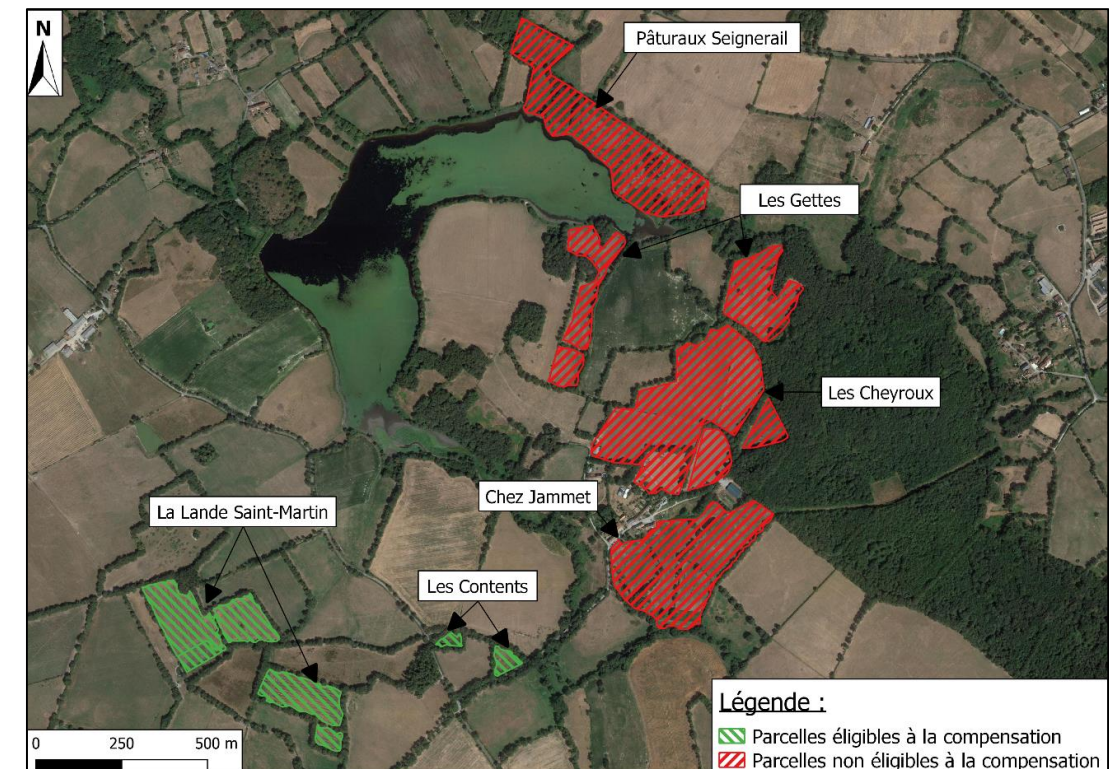 N
Pâturaux Seignerail
Les Gettes
Les Cheyroux
Chez Jammet
La Lande Saint-Martin
Les Contents
Légende :
Parcelles éligibles à la compensation
Parcelles non éligibles à la compensation
0 250 500 m